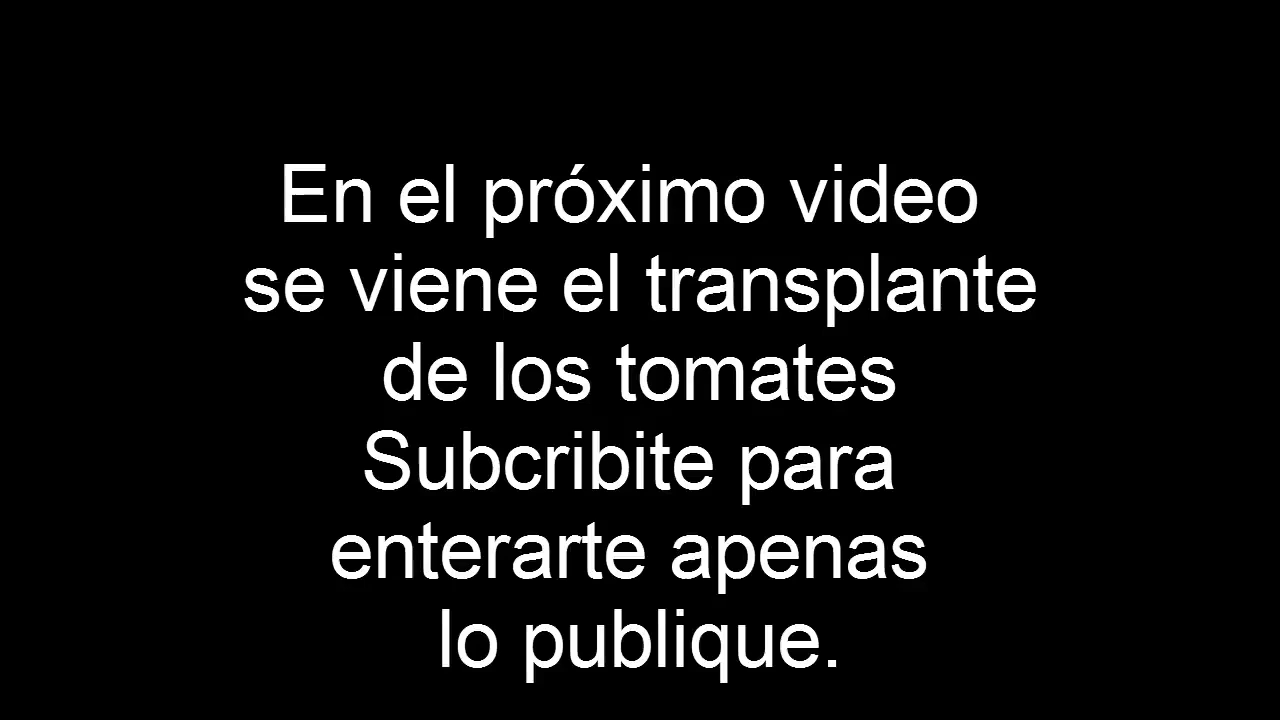 En el próximo video
se viene el transplante
de los tomates
Subcribite para
enterarte apenas
lo publique.